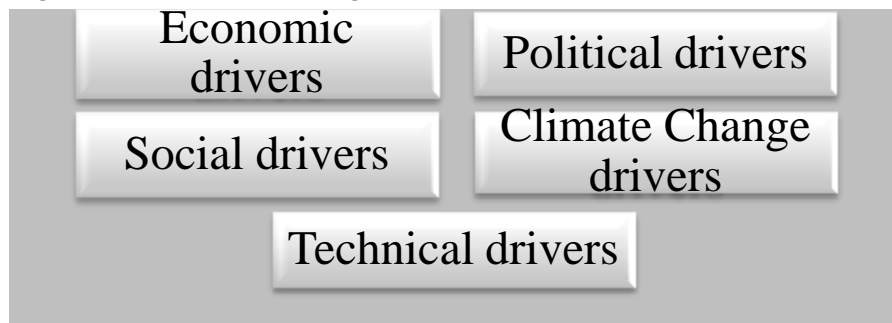 Economic
drivers
Political drivers
Social drivers
Climate Change
drivers
Technical drivers